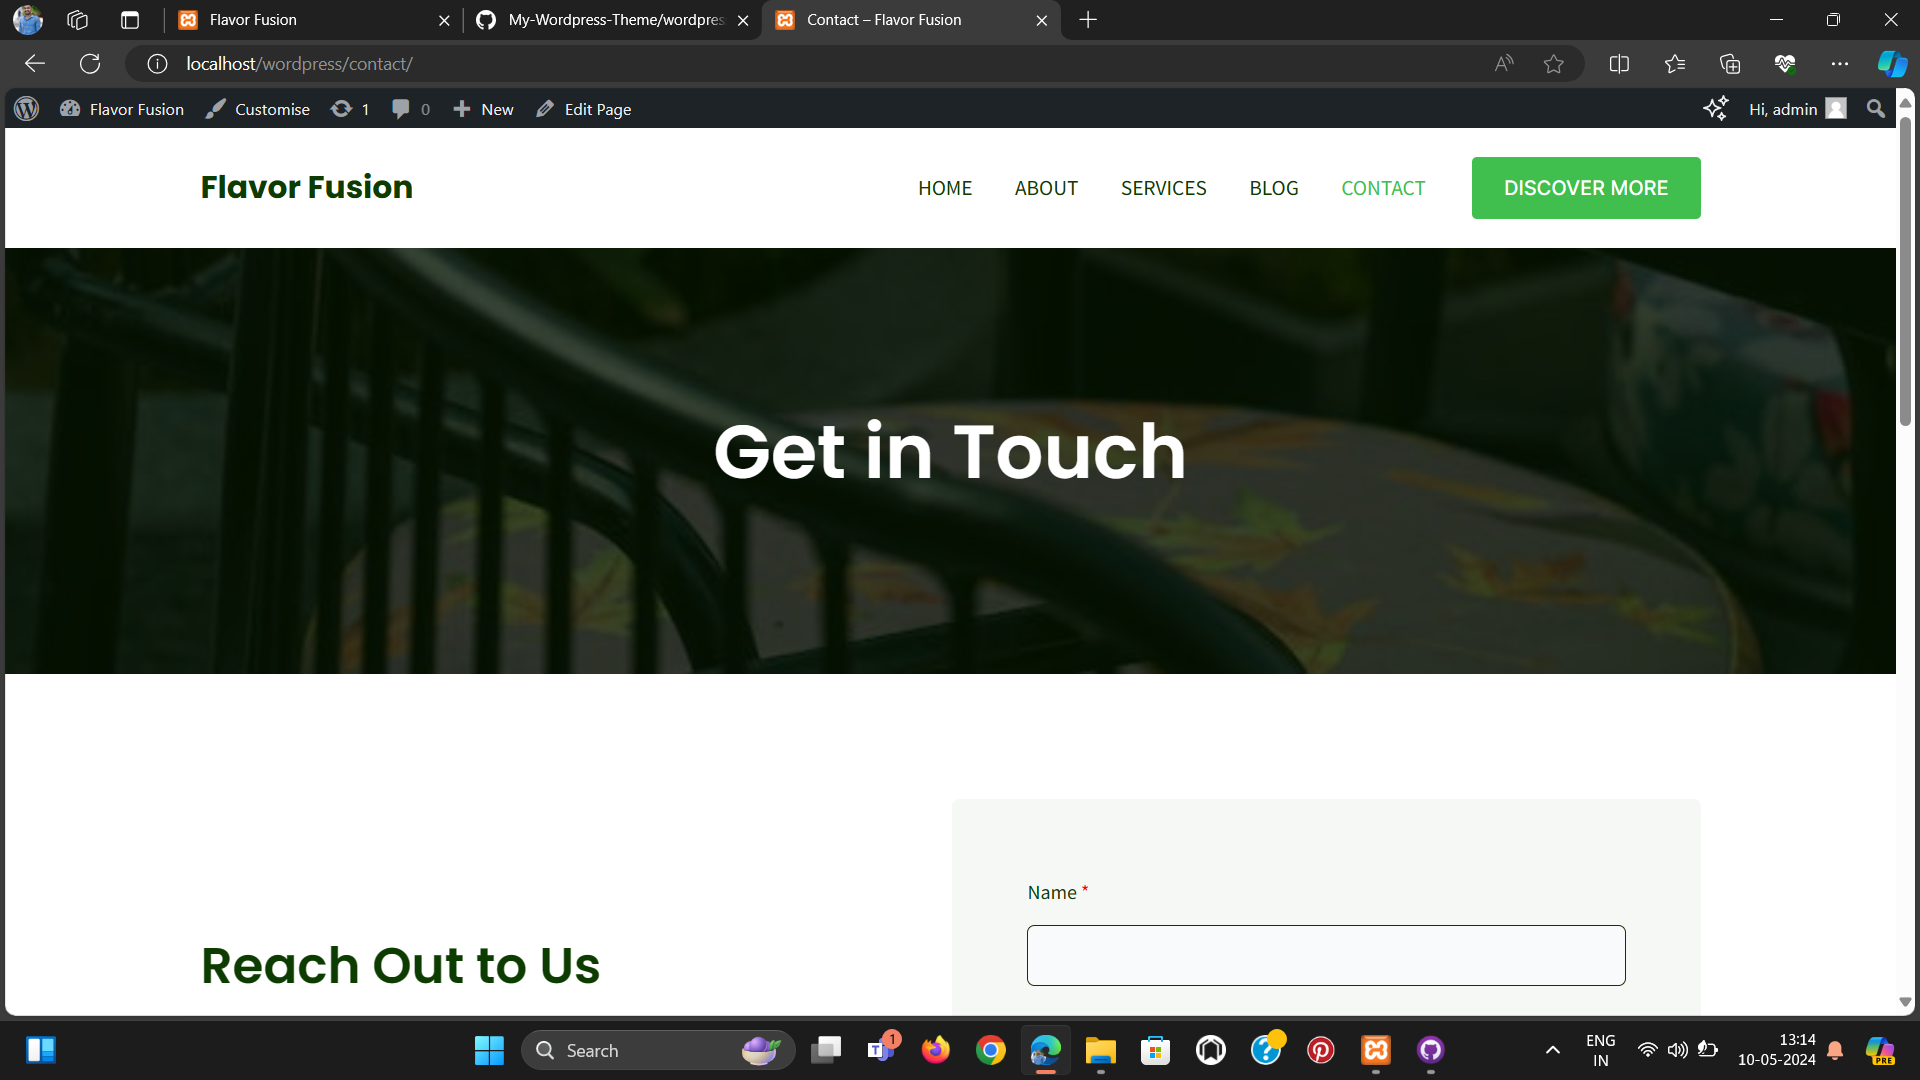 Flavor Fusion
My-Wordpress-Theme/wordpres
Contact – Flavor Fusion
localhost/wordpress/contact/
Flavor Fusion
Customise
1
0
New
Edit Page
Hi, admin
Flavor Fusion
HOME
ABOUT
SERVICES
BLOG
CONTACT
DISCOVER MORE
Get in Touch
Name *
Reach Out to Us
Search
1
ENG
IN
13:14
10-05-2024
PRE